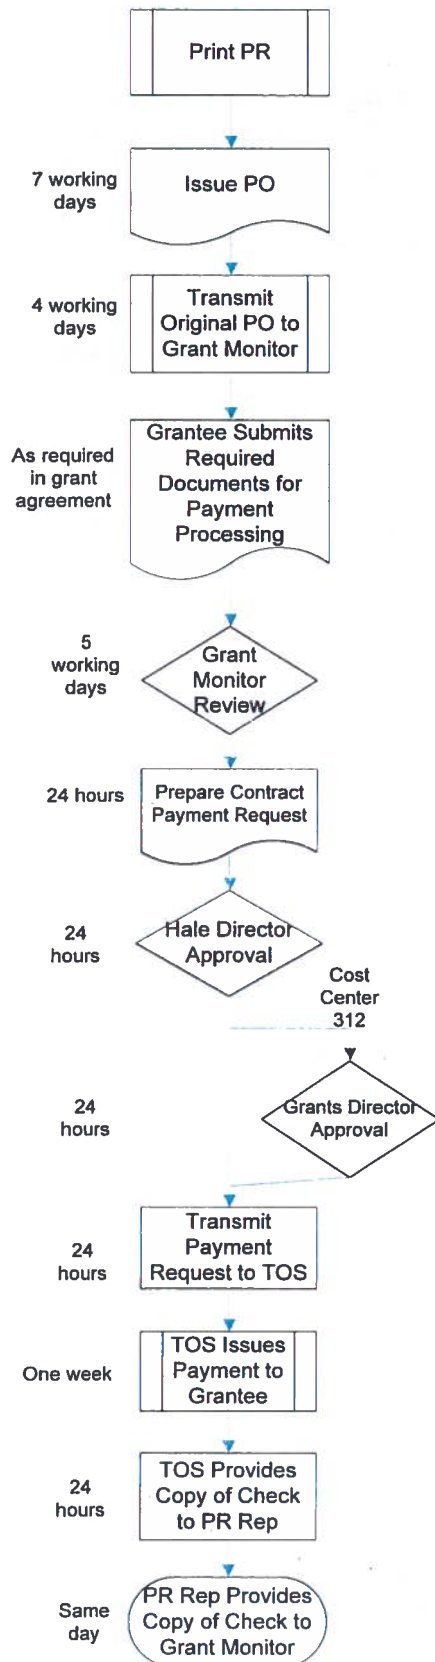 Print PR
7 working
days
Issue PO
4 working
days
Transmit
Original PO to
Grant Monitor
As required
in grant
agreement
Grantee Submits
Required
Documents for
Payment
Processing
5
working
days
Grant
Monitor
Review
24 hours
Prepare Contract
Payment Request
24
hours
Hale Director
Approval
Cost
Center
312
24
hours
Grants Director
Approval
24
hours
Transmit
Payment
Request to TOS
One week
TOS Issues
Payment to
Grantee
24
hours
TOS Provides
Copy of Check
to PR Rep
Same
day
PR Rep Provides
Copy of Check to
Grant Monitor